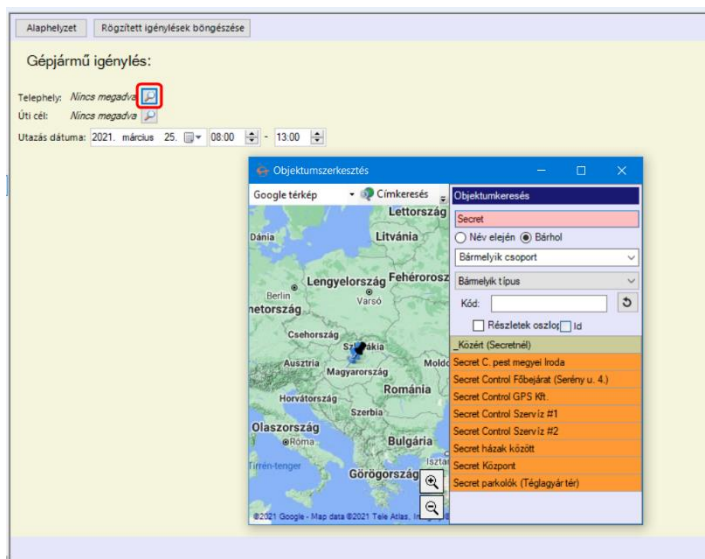 Alaphelyzet Rögzített igénylések böngészése
Gépjármű igénylés:
Telephely: Nincs megadva
Úti cél: Nincs megadva
Utazás dátuma: 2021. március 25. 08:00 - 13:00
Objektumszerkesztés
Google térkép Címkeresés
Lettország
Dánia
Litvánia
Lengyelország
Fehérorosz
Berlin
Varsó
netország
Csehország
Ausztria
Magyarország
Moldo
Románia
Horvátország
Szerbia
Olaszország
Róma
Bulgária
Tirrén-tenger
Isztan
Görögország
©2021 Google - Map data ©2021 Tele Atlas,
Objektumkeresés
Secret
Név elején Bárhol
Bármelyik csoport
Bármelyik típus
Kód:
Részletek oszlop Id
_Közért (Secretnél)
Secret C. pest megyei Iroda
Secret Control Főbejárat (Serény u. 4.)
Secret Control GPS Kft.
Secret Control Szervíz #1
Secret Control Szervíz #2
Secret házak között
Secret Központ
Secret parkolók (Téglagyár tér)